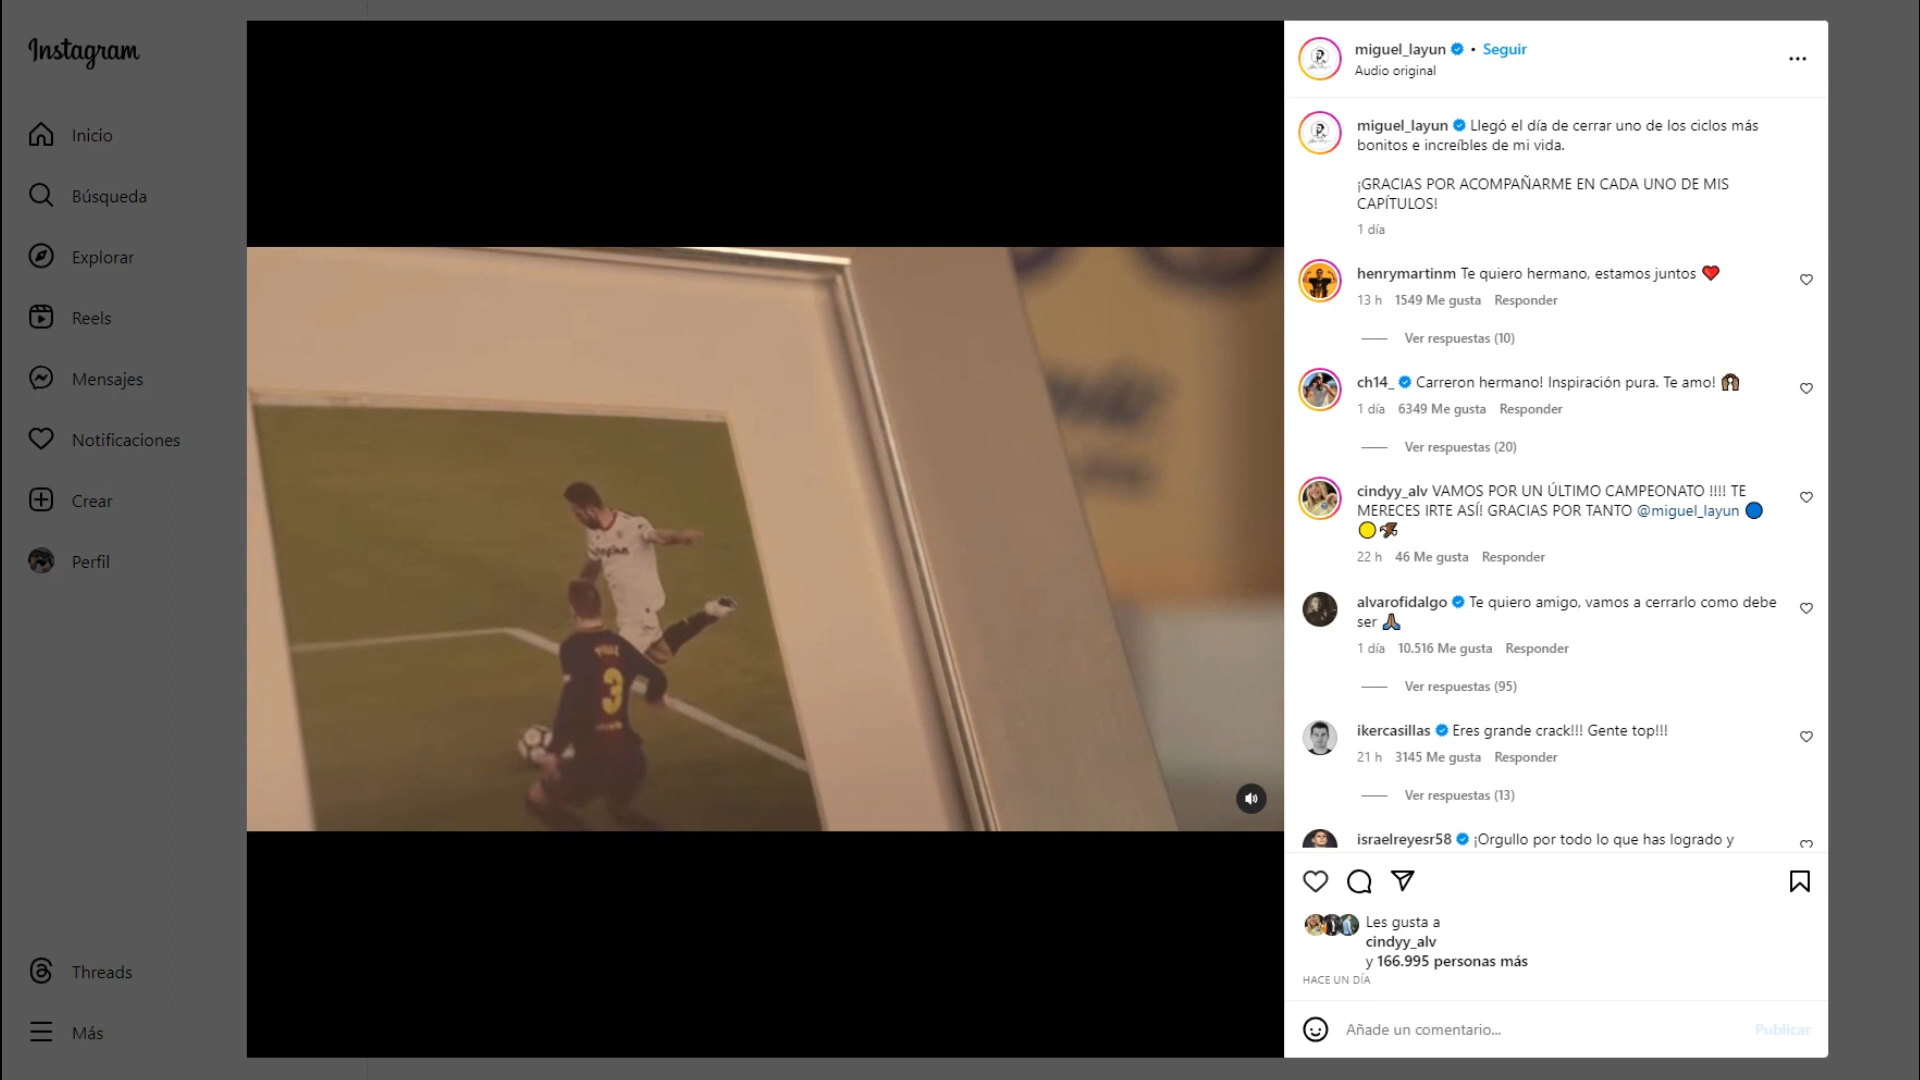 Instagram
Inicio
Búsqueda
Explorar
Reels
Mensajes
Notificaciones
Crear
Perfil
Threads
Más
3
miguel_layun • Seguir
Audio original
miguel_layun Llegó el día de cerrar uno de los ciclos más
bonitos e increíbles de mi vida.
¡GRACIAS POR ACOMPAÑARME EN CADA UNO DE MIS
CAPÍTULOS!
1 día
henrymartinm Te quiero hermano, estamos juntos ❤️
13 h 1549 Me gusta Responder
Ver respuestas (10)
ch14_ Carreron hermano! Inspiración pura. Te amo! 🫶🏾
1 día 6349 Me gusta Responder
Ver respuestas (20)
cindyy_alv VAMOS POR UN ÚLTIMO CAMPEONATO !!!! TE
MERECES IRTE ASÍ! GRACIAS POR TANTO @miguel_layun 🔵
🟡🦅
22 h 46 Me gusta Responder
alvarofidalgo Te quiero amigo, vamos a cerrarlo como debe
ser 🙏🏽
1 día 10.516 Me gusta Responder
Ver respuestas (95)
ikercasillas Eres grande crack!!! Gente top!!!
21 h 3145 Me gusta Responder
Ver respuestas (13)
israelreyesr58 ¡Orgullo por todo lo que has logrado y
Les gusta a
cindyy_alv
y 166.995 personas más
HACE UN DÍA
Añade un comentario...
Publicar